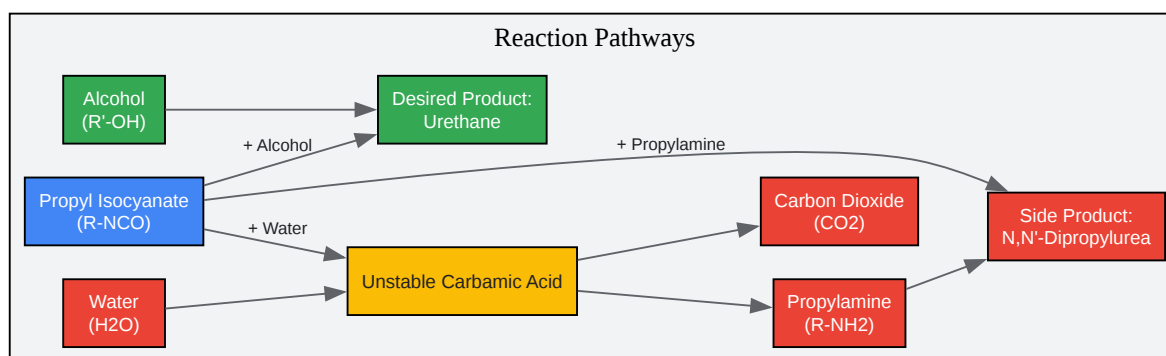 Reaction Pathways
Alcohol
(R'-OH)
Desired Product:
Urethane
+ Alcohol
+ Propylamine
Propyl Isocyanate
(R-NCO)
+ Water
Carbon Dioxide
(CO2)
Side Product:
N,N'-Dipropylurea
Unstable Carbamic Acid
Water
(H2O)
Propylamine
(R-NH2)